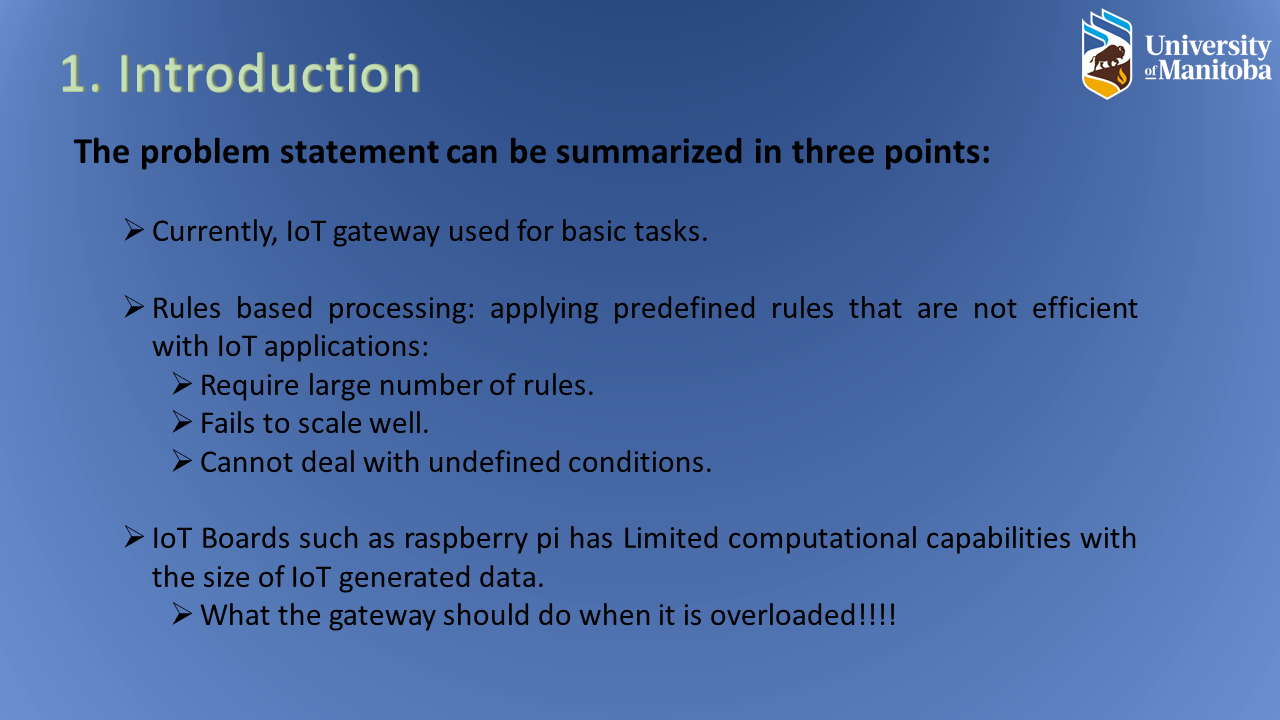 1. Introduction
University
of Manitoba
The problem statement can be summarized in three points:
➢ Currently, IoT gateway used for basic tasks.
➢ Rules based processing: applying predefined rules that are not efficient
with IoT applications:
➢ Require large number of rules.
➢ Fails to scale well.
➢ Cannot deal with undefined conditions.
➢ IoT Boards such as raspberry pi has Limited computational capabilities with
the size of IoT generated data.
➢ What the gateway should do when it is overloaded!!!!